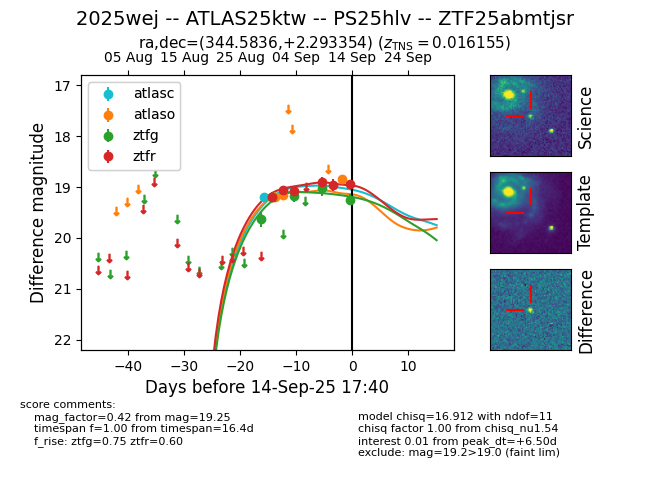 2025wej -- ATLAS25ktw -- PS25hlv -- ZTF25abmtjsr
ra,dec=(344.5836,+2.293354) (z_TNS = 0.016155)
05 Aug 15 Aug 25 Aug 04 Sep 14 Sep 24 Sep
17
18
19
20
21
22
Difference magnitude
atlasc
atlaso
ztfg
ztfr
−40 −30 −20 −10 0 10
Days before 14-Sep-25 17:40
Science
Template
Difference
score comments:
mag_factor=0.42 from mag=19.25
timespan f=1.00 from timespan=16.4d
f_rise: ztfg=0.75 ztfr=0.60
model chisq=16.912 with ndof=11
chisq factor 1.00 from chisq_nu1.54
interest 0.01 from peak_dt=+6.50d
exclude: mag=19.2>19.0 (faint lim)